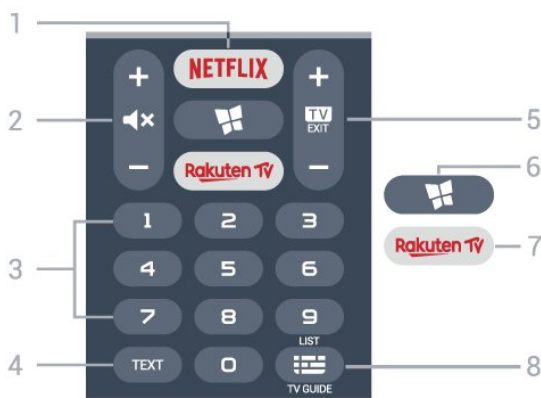 1
+ NETFLIX +
2
TV
EXIT
5
-
-
6
Rakuten TV
Rakuten TV
7
1 2 3
3
4 5 6
7 8 9
LIST
4
TEXT 0
8
TV GUIDE